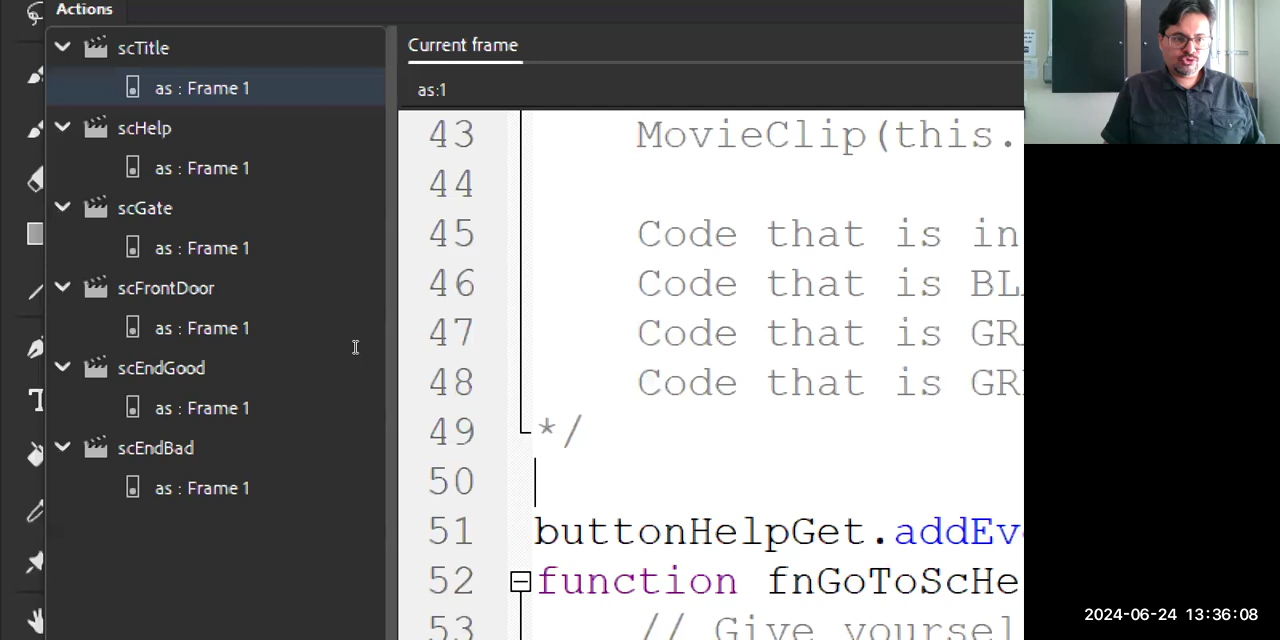 Actions
scTitle
as : Frame 1
scHelp
as : Frame 1
scGate
as : Frame 1
scFrontDoor
as : Frame 1
scEndGood
as : Frame 1
scEndBad
as : Frame 1
Current frame
as:1
43 MovieClip(this.
44
45 Code that is in
46 Code that is BL
47 Code that is GR
48 Code that is GR
49 */
50
51 buttonHelpGet.addEv
52 function fnGoToScHe
53 // Give yoursel
2024-06-24 13:36:08